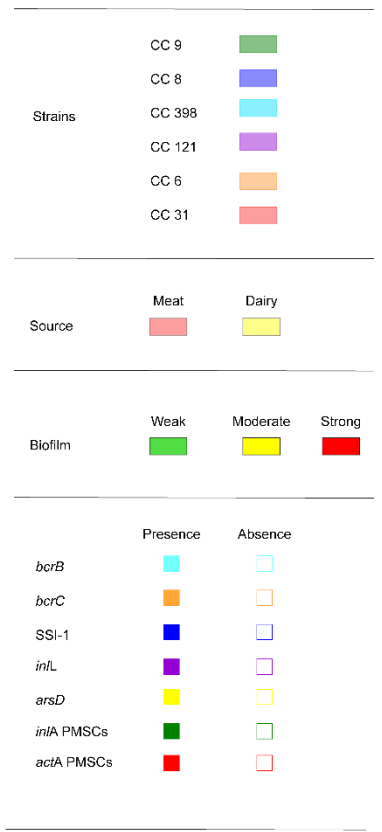 CC 9
CC 8
Strains
CC 398
CC 121
CC 6
CC 31
Meat Dairy
Source
Weak Moderate Strong
Biofilm
Presence Absence
bcrB
bcrC
SSI-1
inlL
arsD
inlA PMSCs
actA PMSCs